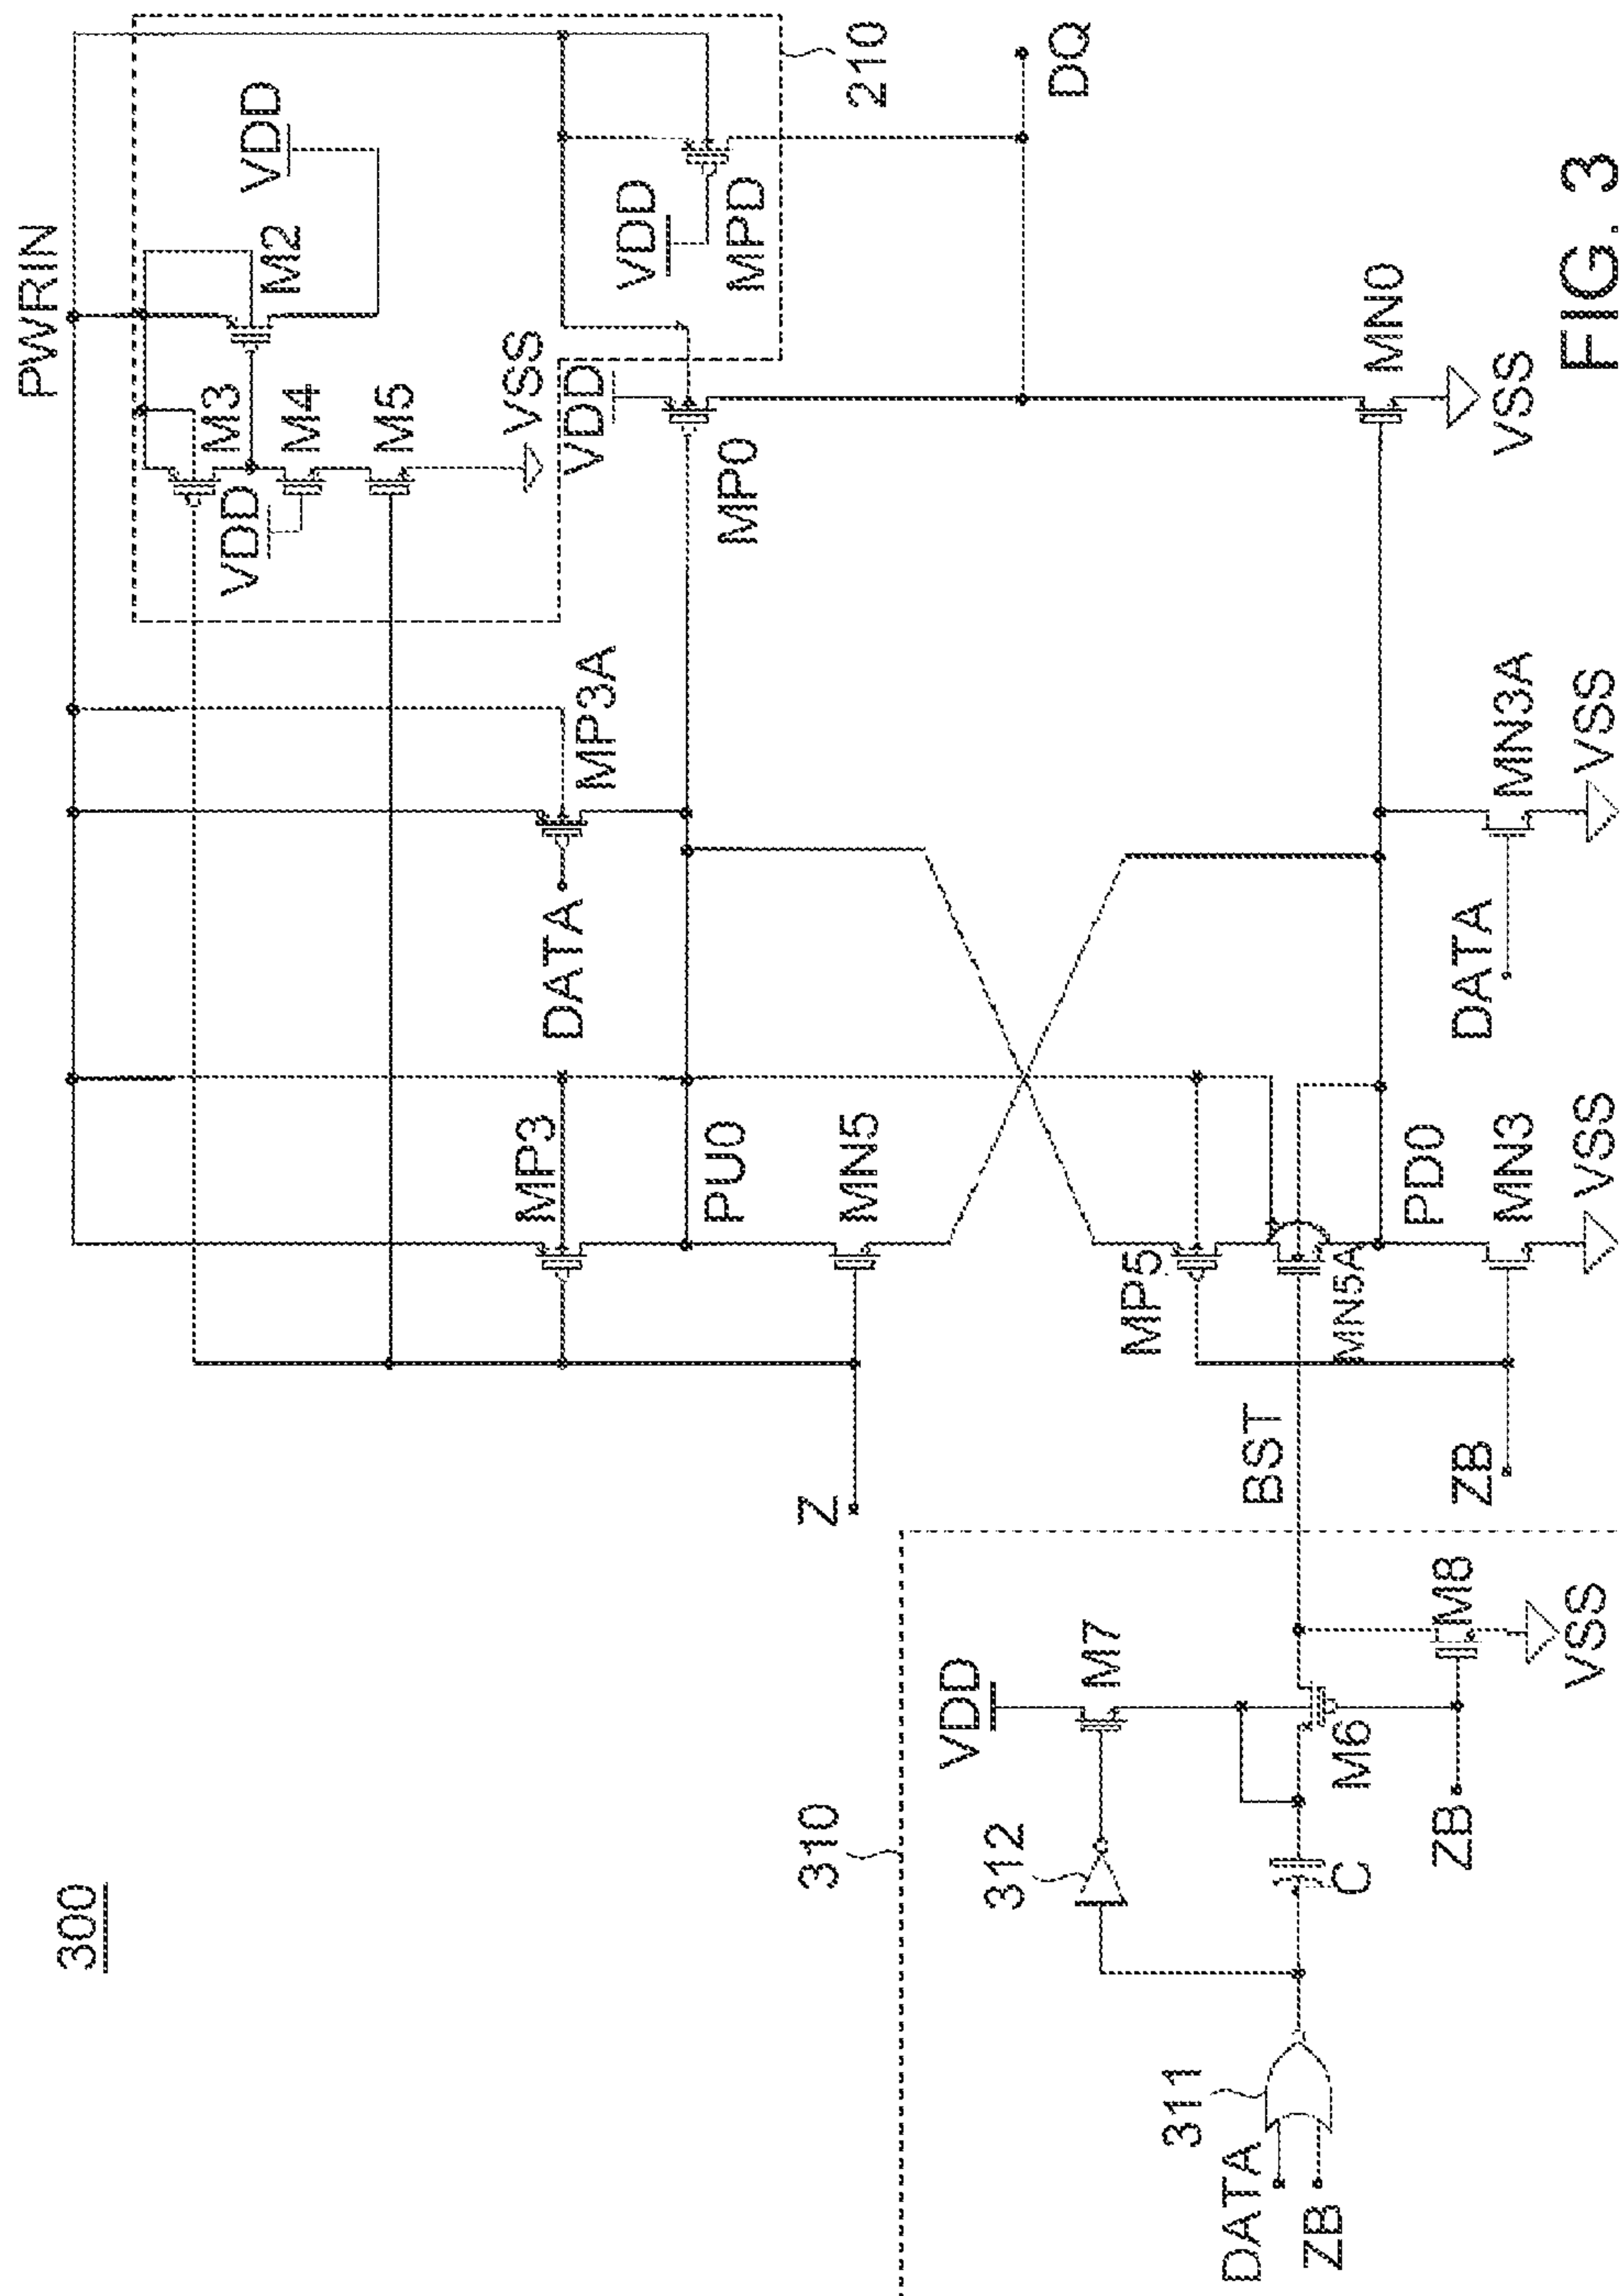 300
PWRIN
VDD
M2
M3
VDD
M4
M5
VSS
VDD
MPD
210
VDD
MP0
DQ
MN0
VSS
MP3A
DATA
MP3
PU0
MN5
Z
MP5
MN5A
BST
PD0
MN3
VSS
ZB
DATA
MN3A
VSS
310
VDD
M7
312
C
M6
M8
VSS
ZB
311
DATA
ZB
FIG. 3